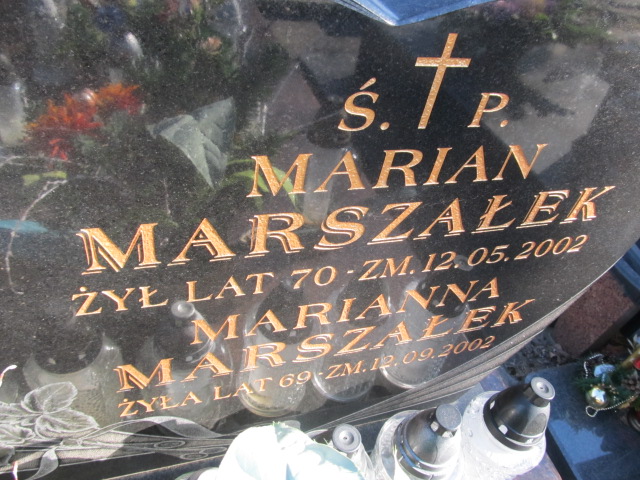 Ś. P.
MARIAN
MARSZAŁEK
ŻYŁ LAT 70 - ZM. 12. 05. 2002
MARIANNA
MARSZAŁEK
ŻYŁA LAT 69 - ZM. 12. 09. 2002